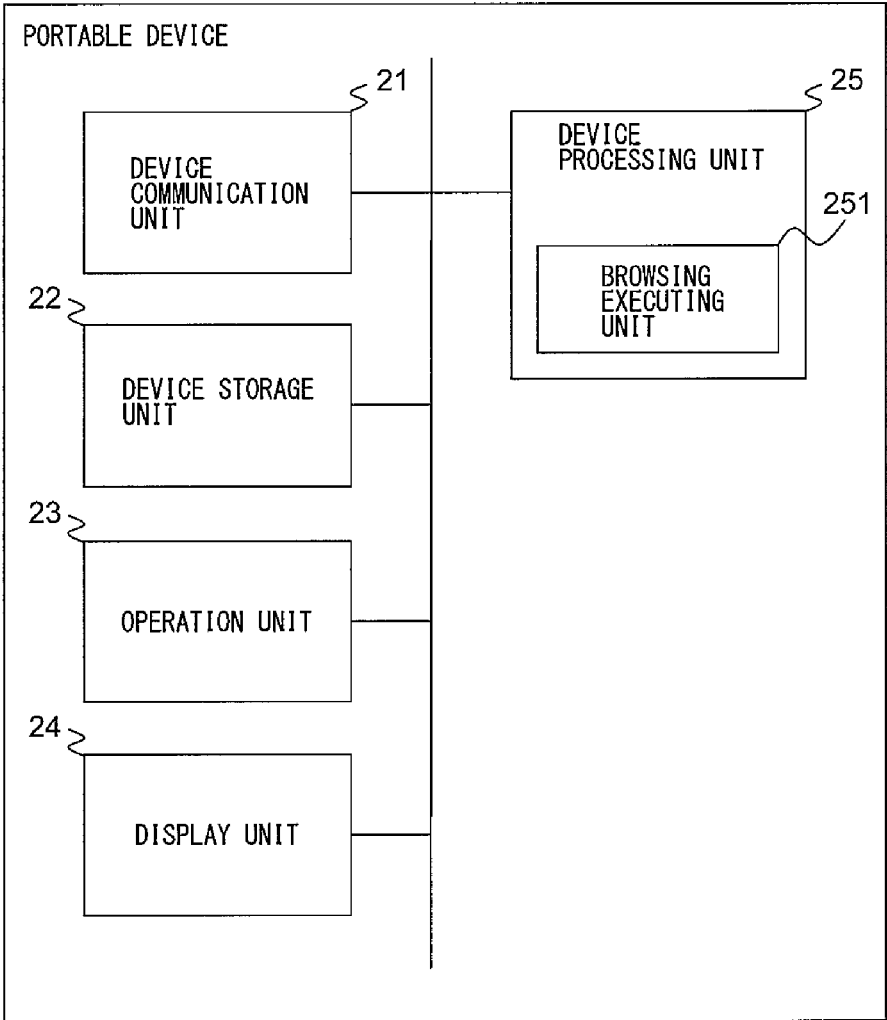 PORTABLE DEVICE
21
DEVICE
COMMUNICATION
UNIT
22
DEVICE STORAGE
UNIT
23
OPERATION UNIT
24
DISPLAY UNIT
25
DEVICE
PROCESSING UNIT
251
BROWSING
EXECUTING
UNIT